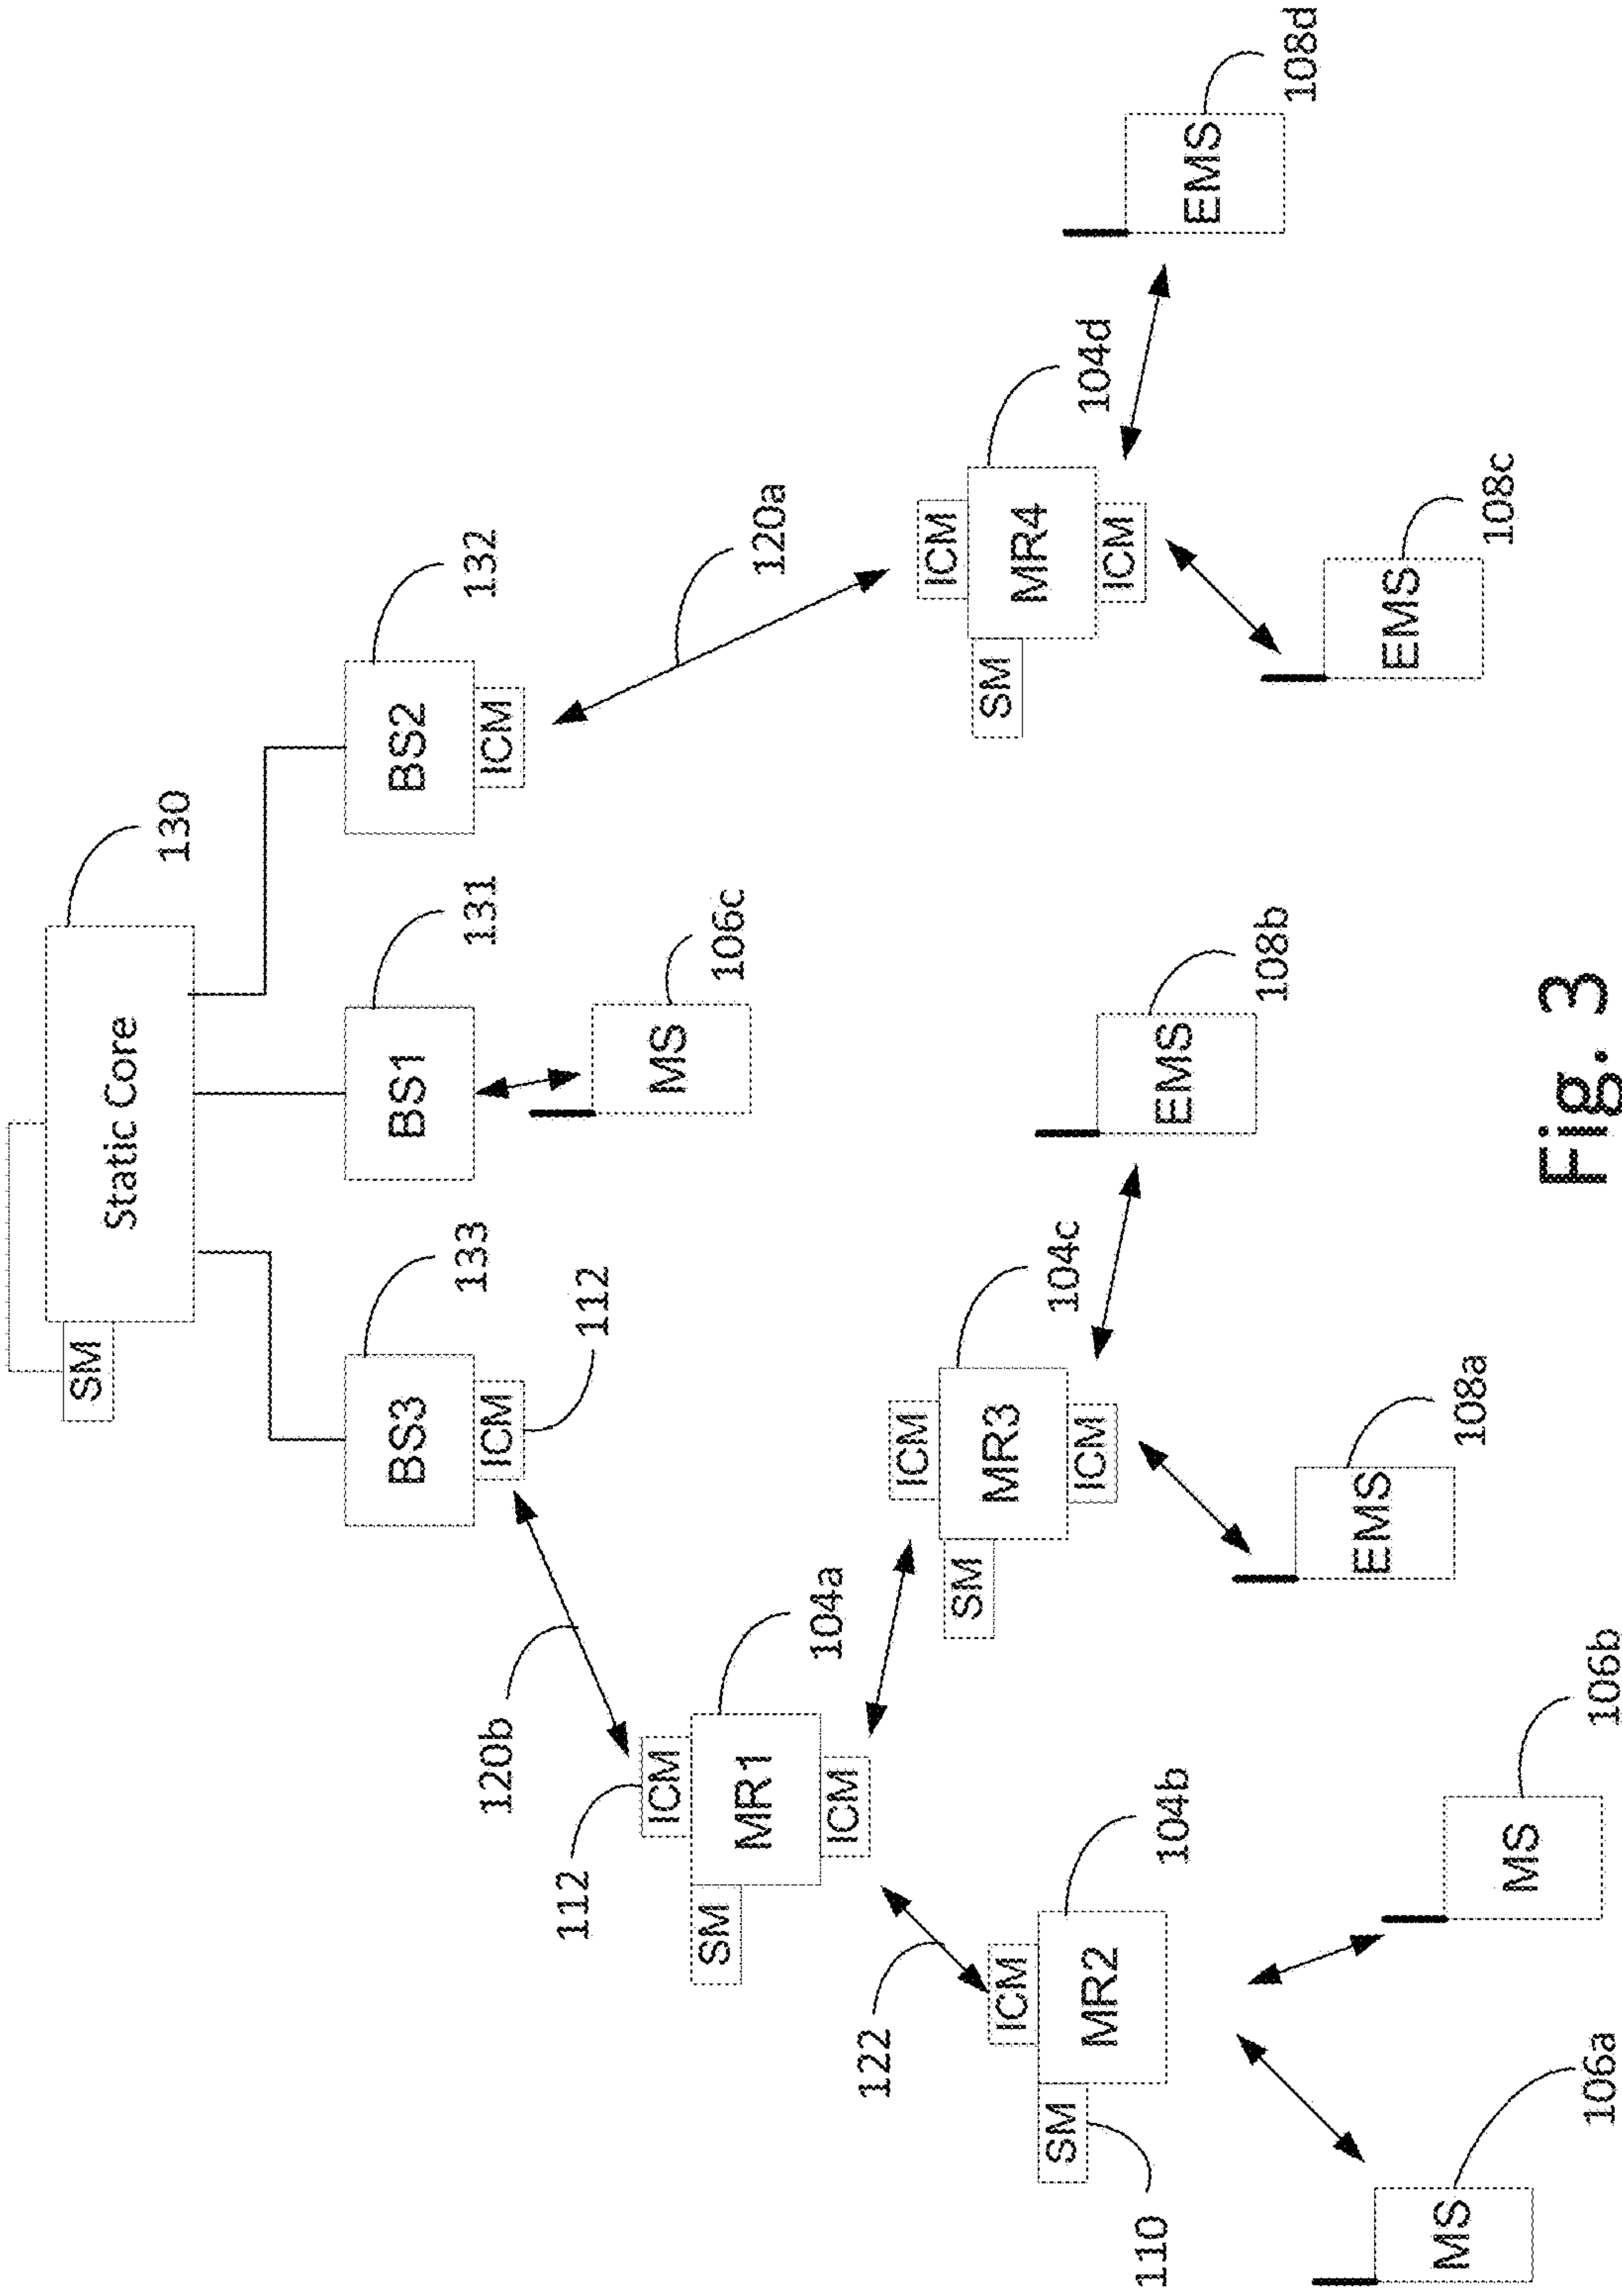 SM
Static Core
130
BS3
133
ICM
112
BS1
131
BS2
132
ICM
MS
106c
120b
120a
112
ICM
SM
MR1
104a
ICM
122
ICM
SM
MR2
104b
110
ICM
SM
MR3
104c
ICM
ICM
SM
MR4
104d
ICM
MS
106a
MS
106b
EMS
108a
EMS
108b
EMS
108c
EMS
108d
Fig. 3